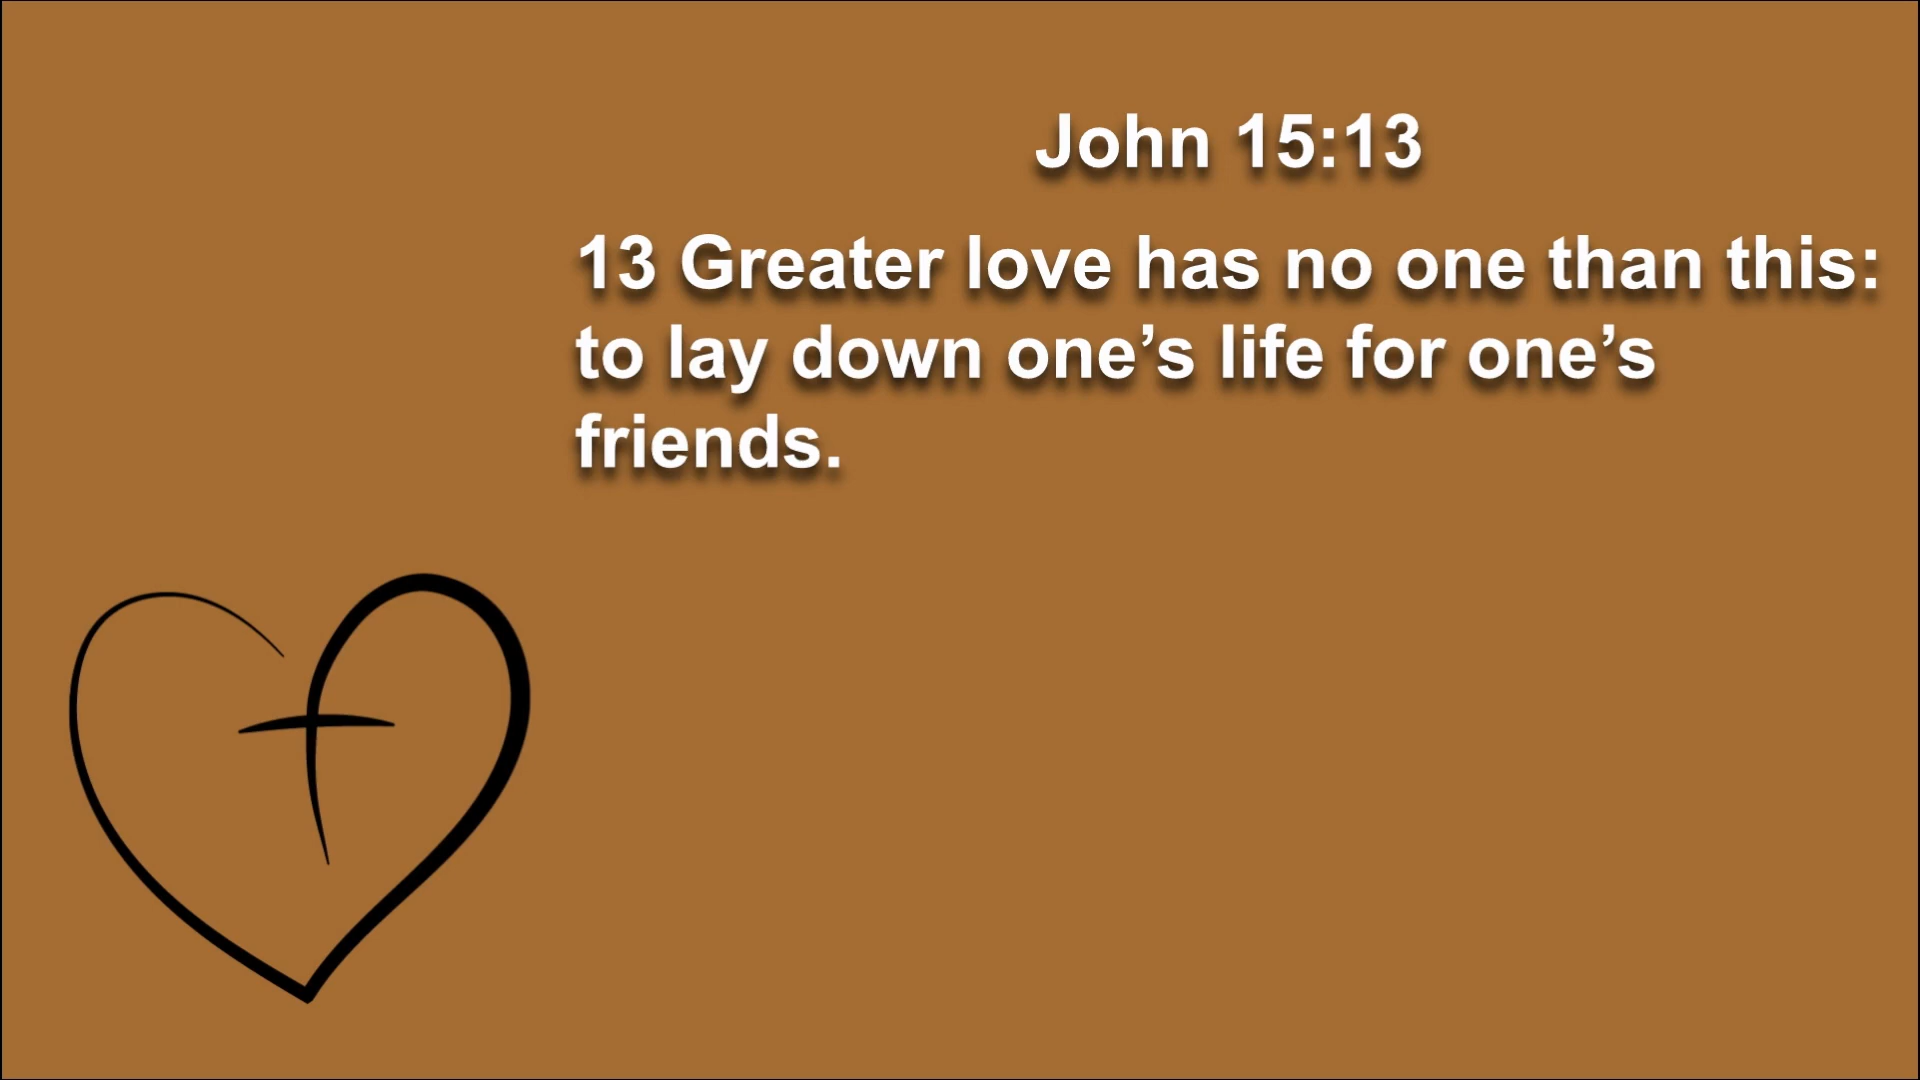 John 15:13
13 Greater love has no one than this:
to lay down one’s life for one’s
friends.